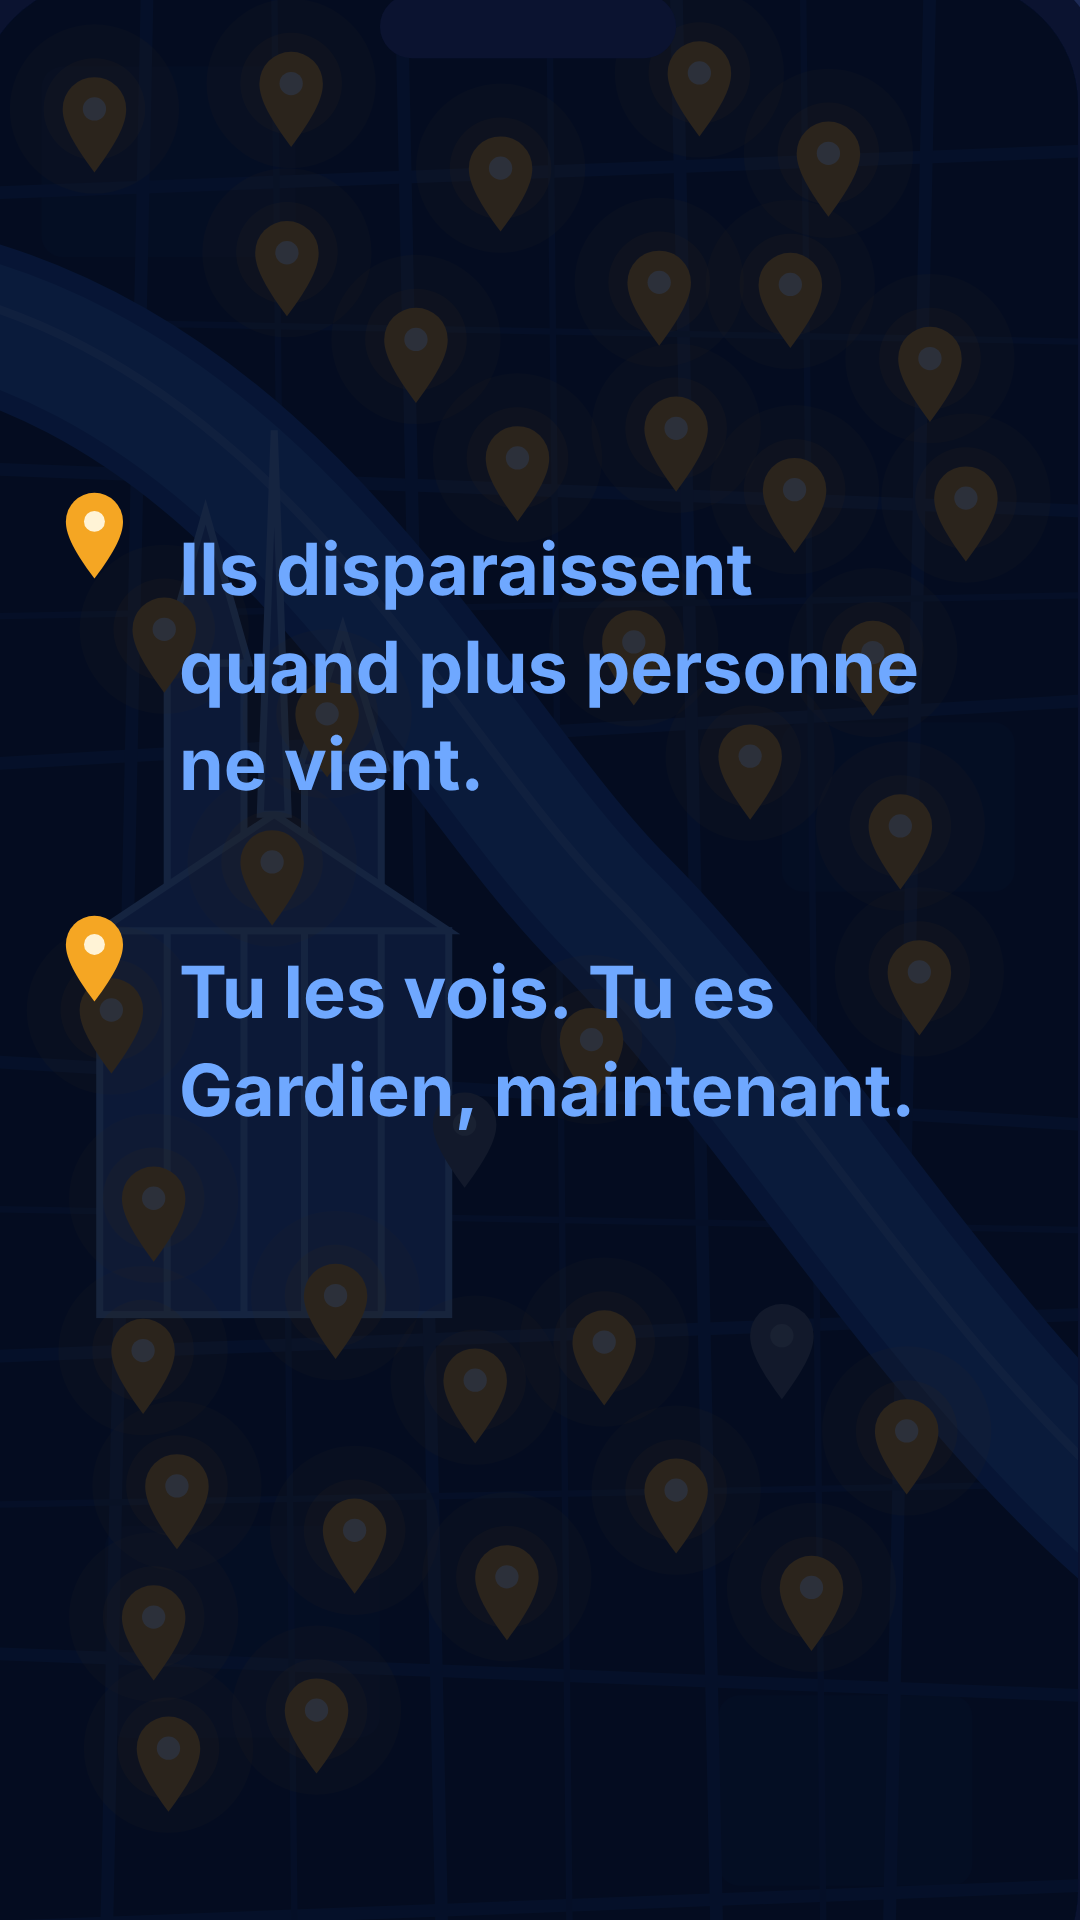 Ils disparaissent
quand plus personne
ne vient.
Tu les vois. Tu es
Gardien, maintenant.